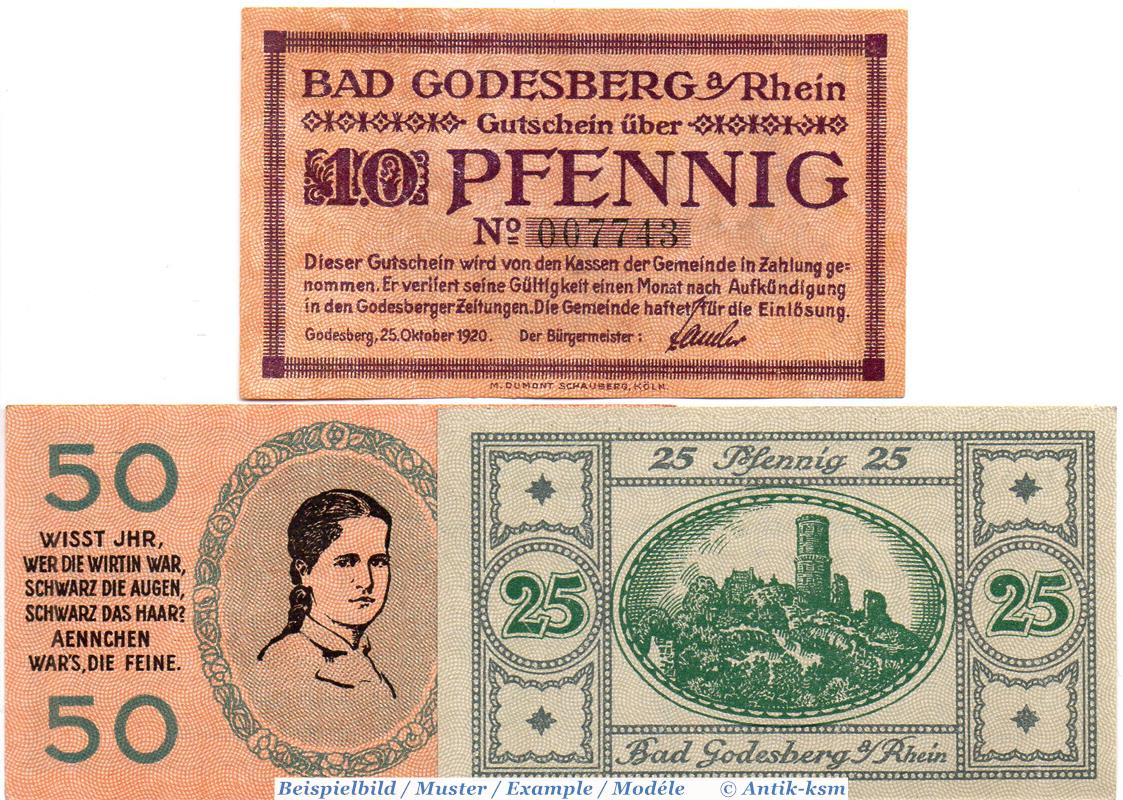 BAD GODESBERG a/Rhein
Gutschein über
10 PFENNIG
No 007743
Dieser Gutschein wird von den Kassen der Gemeinde in Zahlung ge=
nommen. Er verliert seine Gültigkeit einen Monat nach Aufkündigung
in den Godesberger Zeitungen. Die Gemeinde haftet für die Einlösung.
Godesberg, 25. Oktober 1920. Der Bürgermeister:
M. DUMONT SCHAUBERG, KÖLN.
50
WISST JHR,
WER DIE WIRTIN WAR,
SCHWARZ DIE AUGEN,
SCHWARZ DAS HAAR?
AENNCHEN
WAR'S, DIE FEINE.
50
25 Pfennig 25
25
25
Bad Godesberg a/Rhein
Beispielbild / Muster / Example / Modéle © Antik-ksm